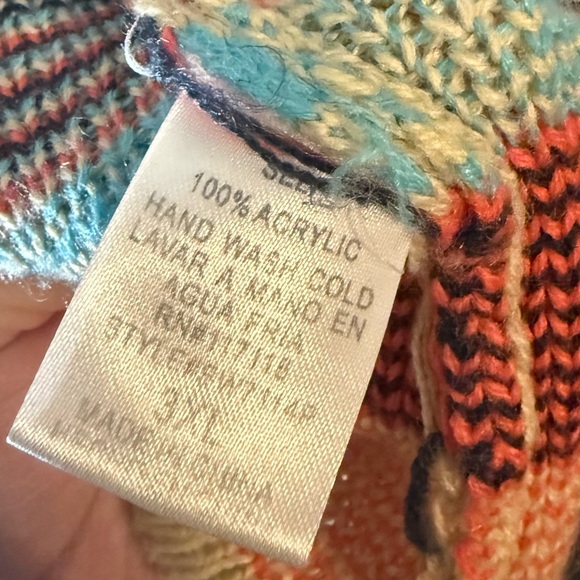 100% ACRYLIC
HAND WASH COLD
LAVAR A MANO EN
AGUA FRIA
RN#117118
3XL
MADE IN CHINA